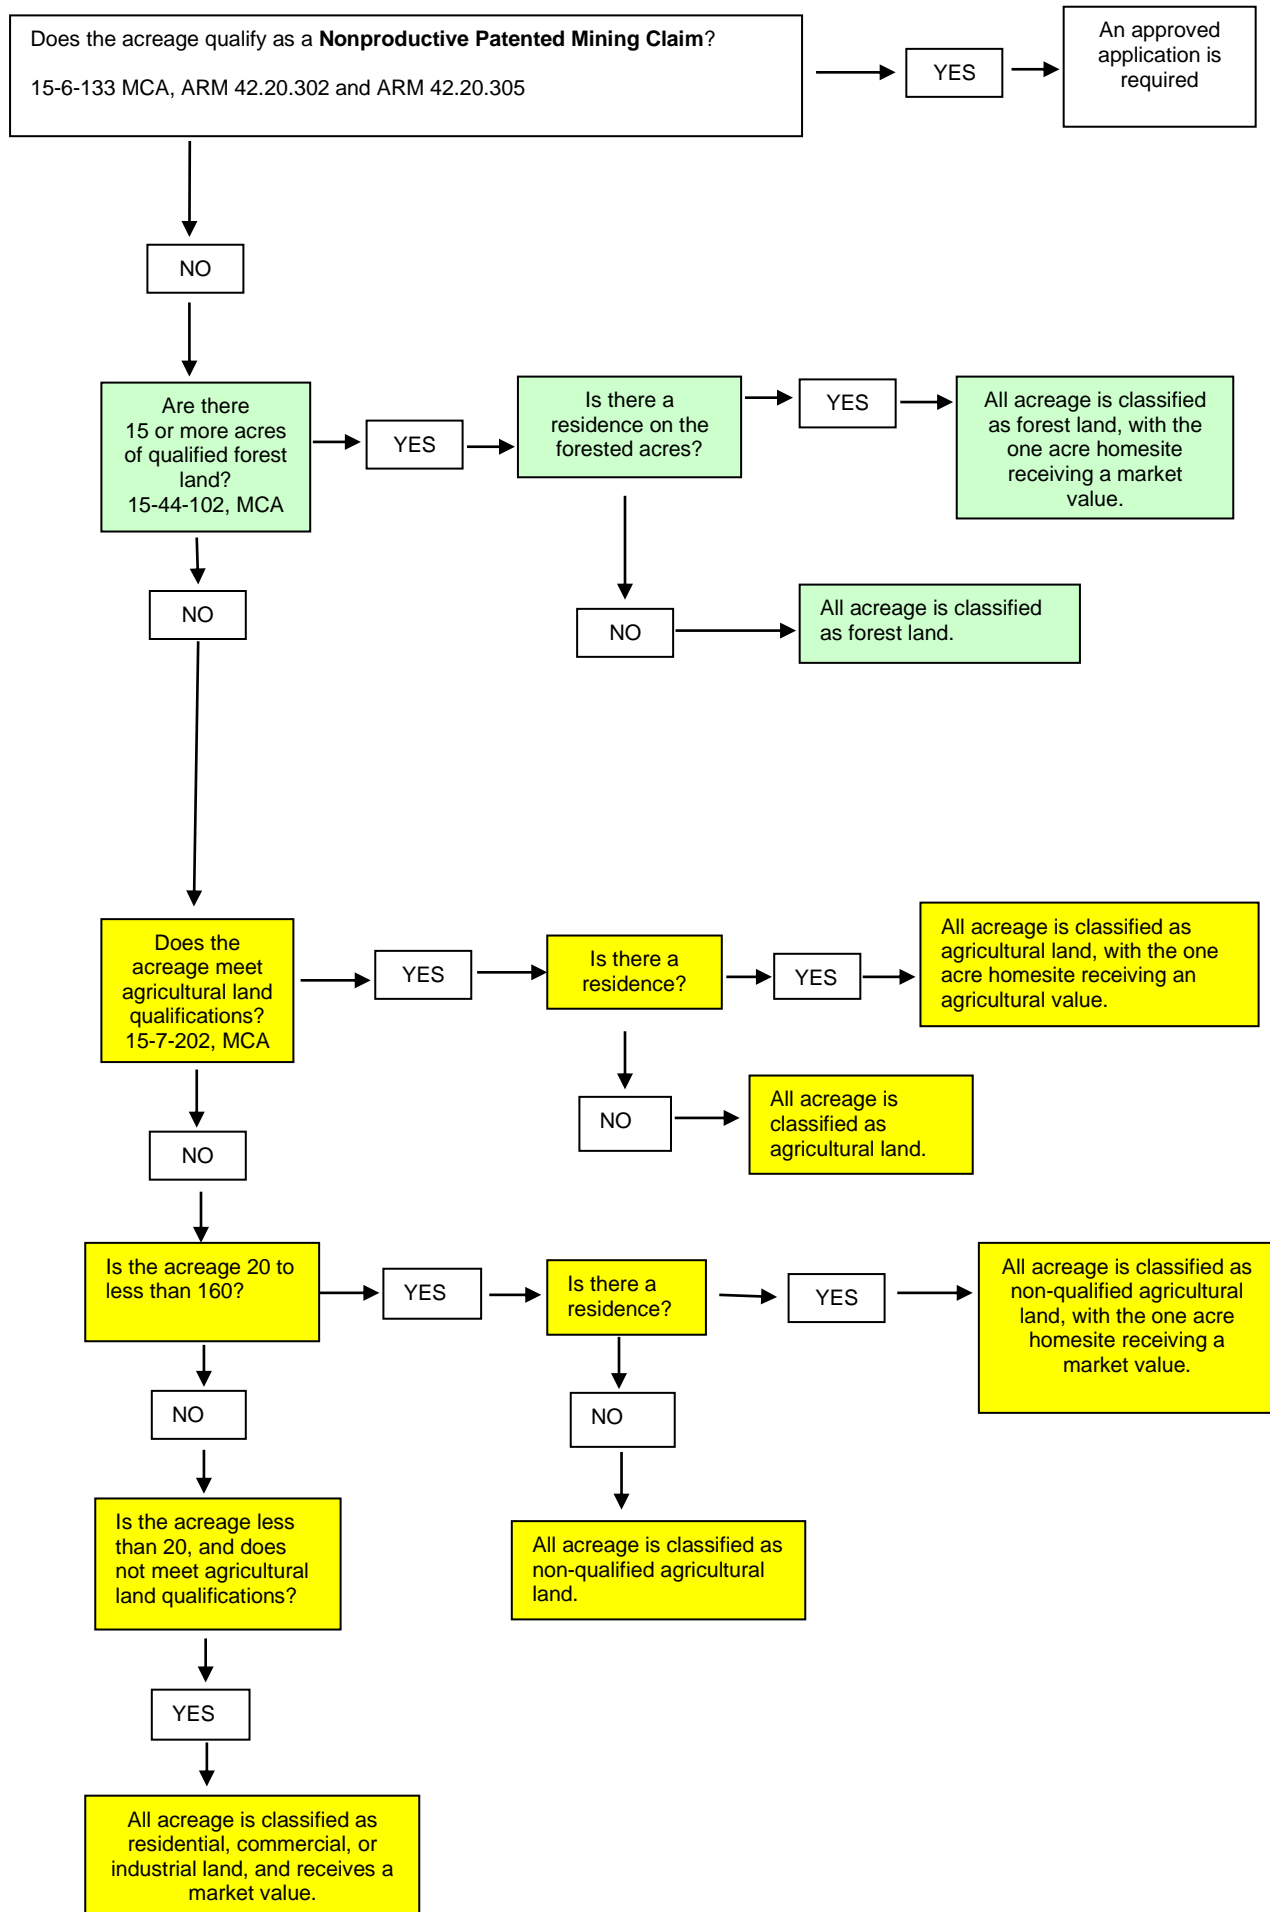 Does the acreage qualify as a Nonproductive Patented Mining Claim?
15-6-133 MCA, ARM 42.20.302 and ARM 42.20.305
YES
An approved
application is
required
NO
Are there
15 or more acres
of qualified forest
land?
15-44-102, MCA
YES
Is there a
residence on the
forested acres?
YES
All acreage is classified
as forest land, with the
one acre homesite
receiving a market
value.
NO
NO
All acreage is classified
as forest land.
Does the
acreage meet
agricultural land
qualifications?
15-7-202, MCA
YES
Is there a
residence?
YES
All acreage is classified as
agricultural land, with the one
acre homesite receiving an
agricultural value.
NO
All acreage is
classified as
agricultural land.
NO
Is the acreage 20 to
less than 160?
YES
Is there a
residence?
YES
All acreage is classified as
non-qualified agricultural
land, with the one acre
homesite receiving a
market value.
NO
NO
Is the acreage less
than 20, and does
not meet agricultural
land qualifications?
All acreage is classified as
non-qualified agricultural
land.
YES
All acreage is classified as
residential, commercial, or
industrial land, and receives a
market value.